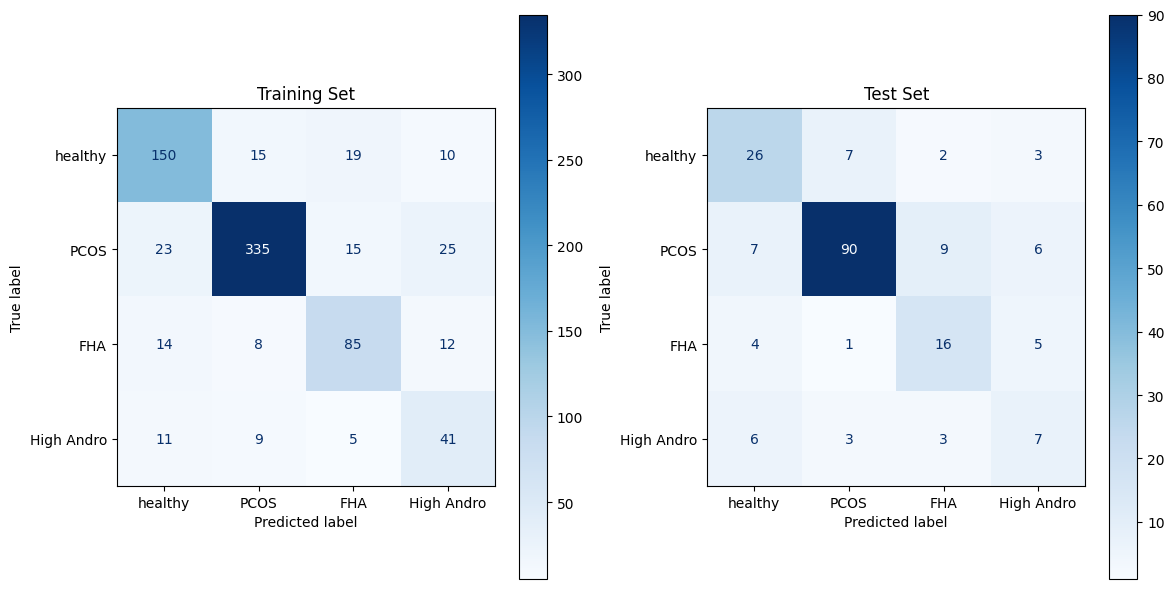 Training Set
healthy 150 15 19 10
PCOS 23 335 15 25
FHA 14 8 85 12
High Andro 11 9 5 41
healthy PCOS FHA High Andro
Predicted label
True label
300
250
200
150
100
50
Test Set
healthy 26 7 2 3
PCOS 7 90 9 6
FHA 4 1 16 5
High Andro 6 3 3 7
healthy PCOS FHA High Andro
Predicted label
True label
90
80
70
60
50
40
30
20
10